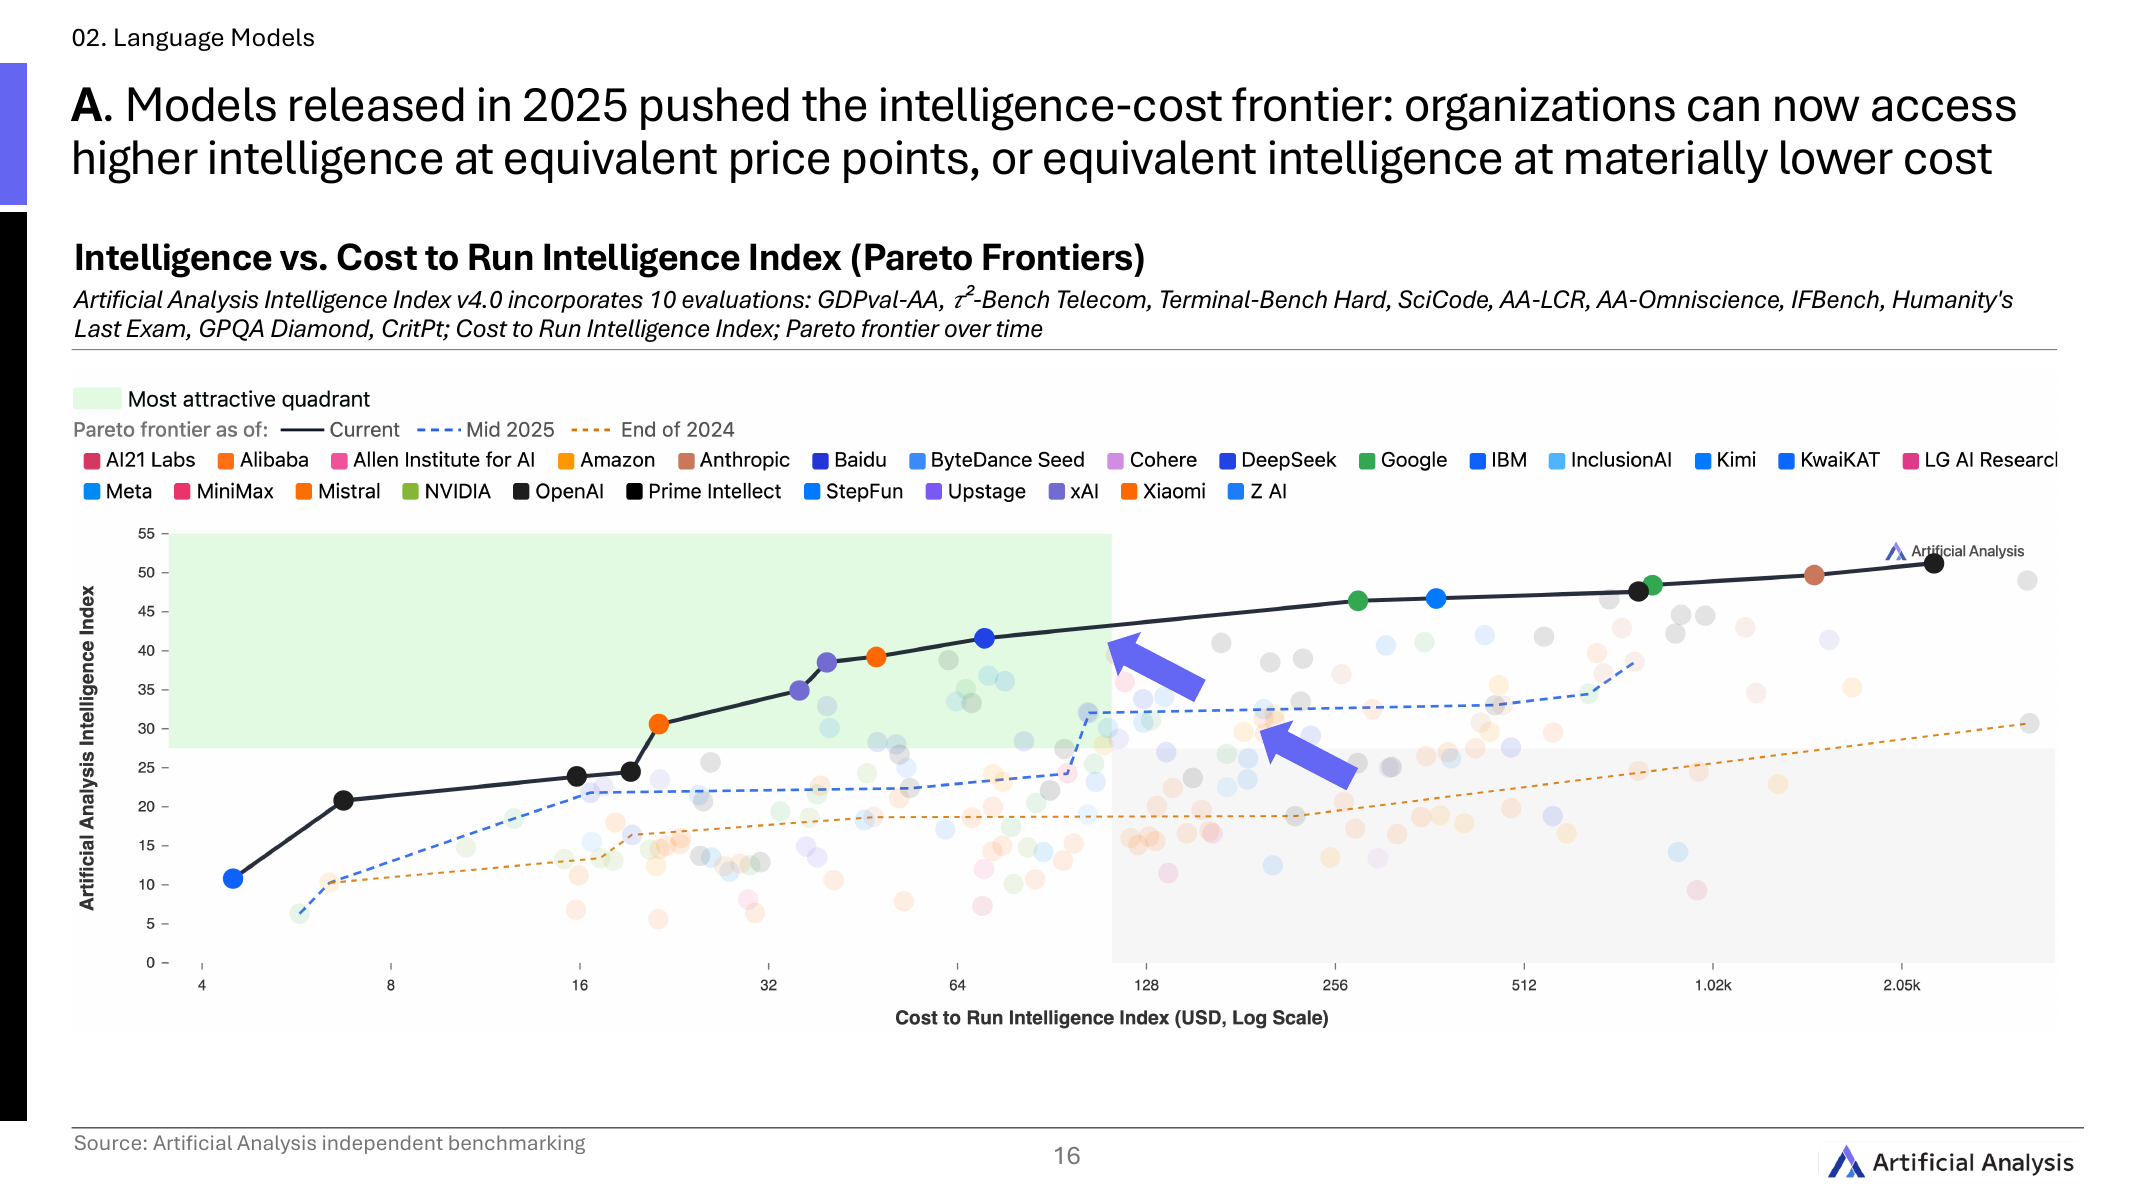 02. Language Models
A. Models released in 2025 pushed the intelligence-cost frontier: organizations can now access
higher intelligence at equivalent price points, or equivalent intelligence at materially lower cost
Intelligence vs. Cost to Run Intelligence Index (Pareto Frontiers)
Artificial Analysis Intelligence Index v4.0 incorporates 10 evaluations: GDPval-AA, τ²-Bench Telecom, Terminal-Bench Hard, SciCode, AA-LCR, AA-Omniscience, IFBench, Humanity's
Last Exam, GPQA Diamond, CritPt; Cost to Run Intelligence Index; Pareto frontier over time
Most attractive quadrant
Pareto frontier as of: Current Mid 2025 End of 2024
AI21 Labs Alibaba Allen Institute for AI Amazon Anthropic Baidu ByteDance Seed Cohere DeepSeek Google IBM InclusionAI Kimi KwaiKAT LG AI Researcl
Meta MiniMax Mistral NVIDIA OpenAI Prime Intellect StepFun Upstage xAI Xiaomi Z AI
Artificial Analysis
Artificial Analysis Intelligence Index
55
50
45
40
35
30
25
20
15
10
5
0
4 8 16 32 64 128 256 512 1.02k 2.05k
Cost to Run Intelligence Index (USD, Log Scale)
Source: Artificial Analysis independent benchmarking
16
Artificial Analysis